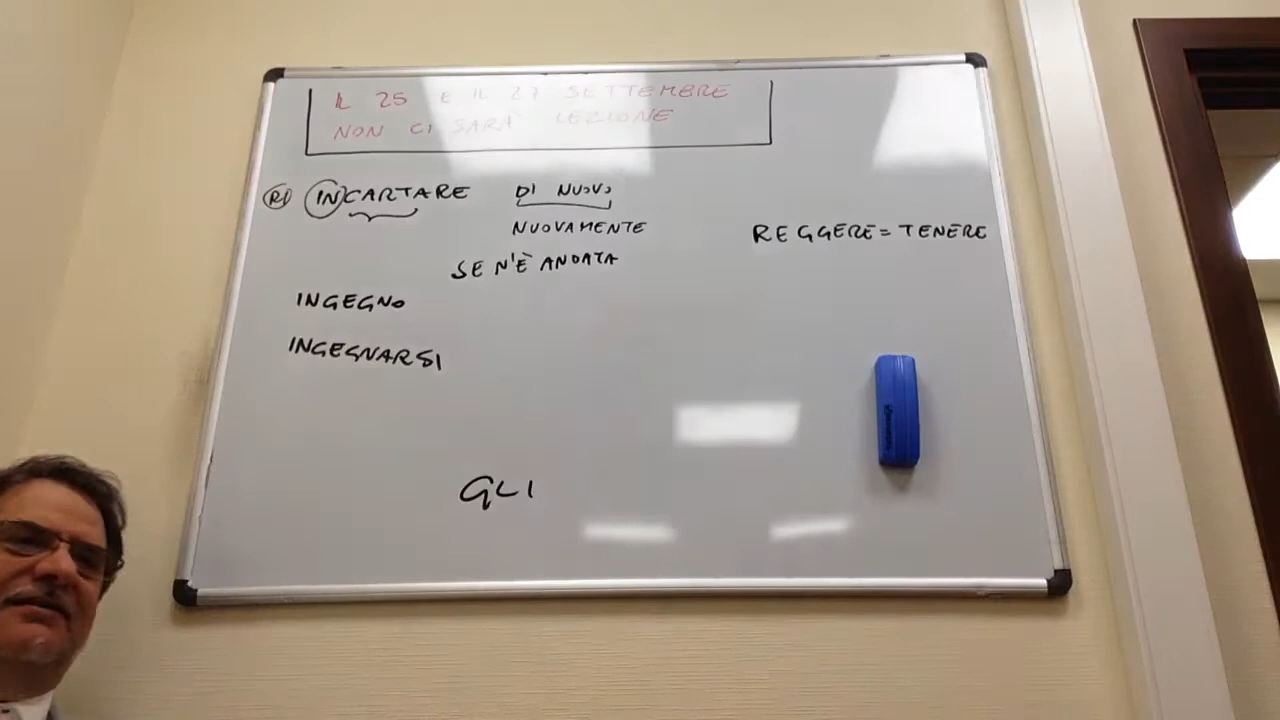 IL 25 E IL 27 SETTEMBRE
NON CI SARÀ LEZIONE
RI INCARTARE DI NUOVO
NUOVAMENTE
REGGERE = TENERE
SE N'È ANDATA
INGEGNO
INGEGNARSI
GLI